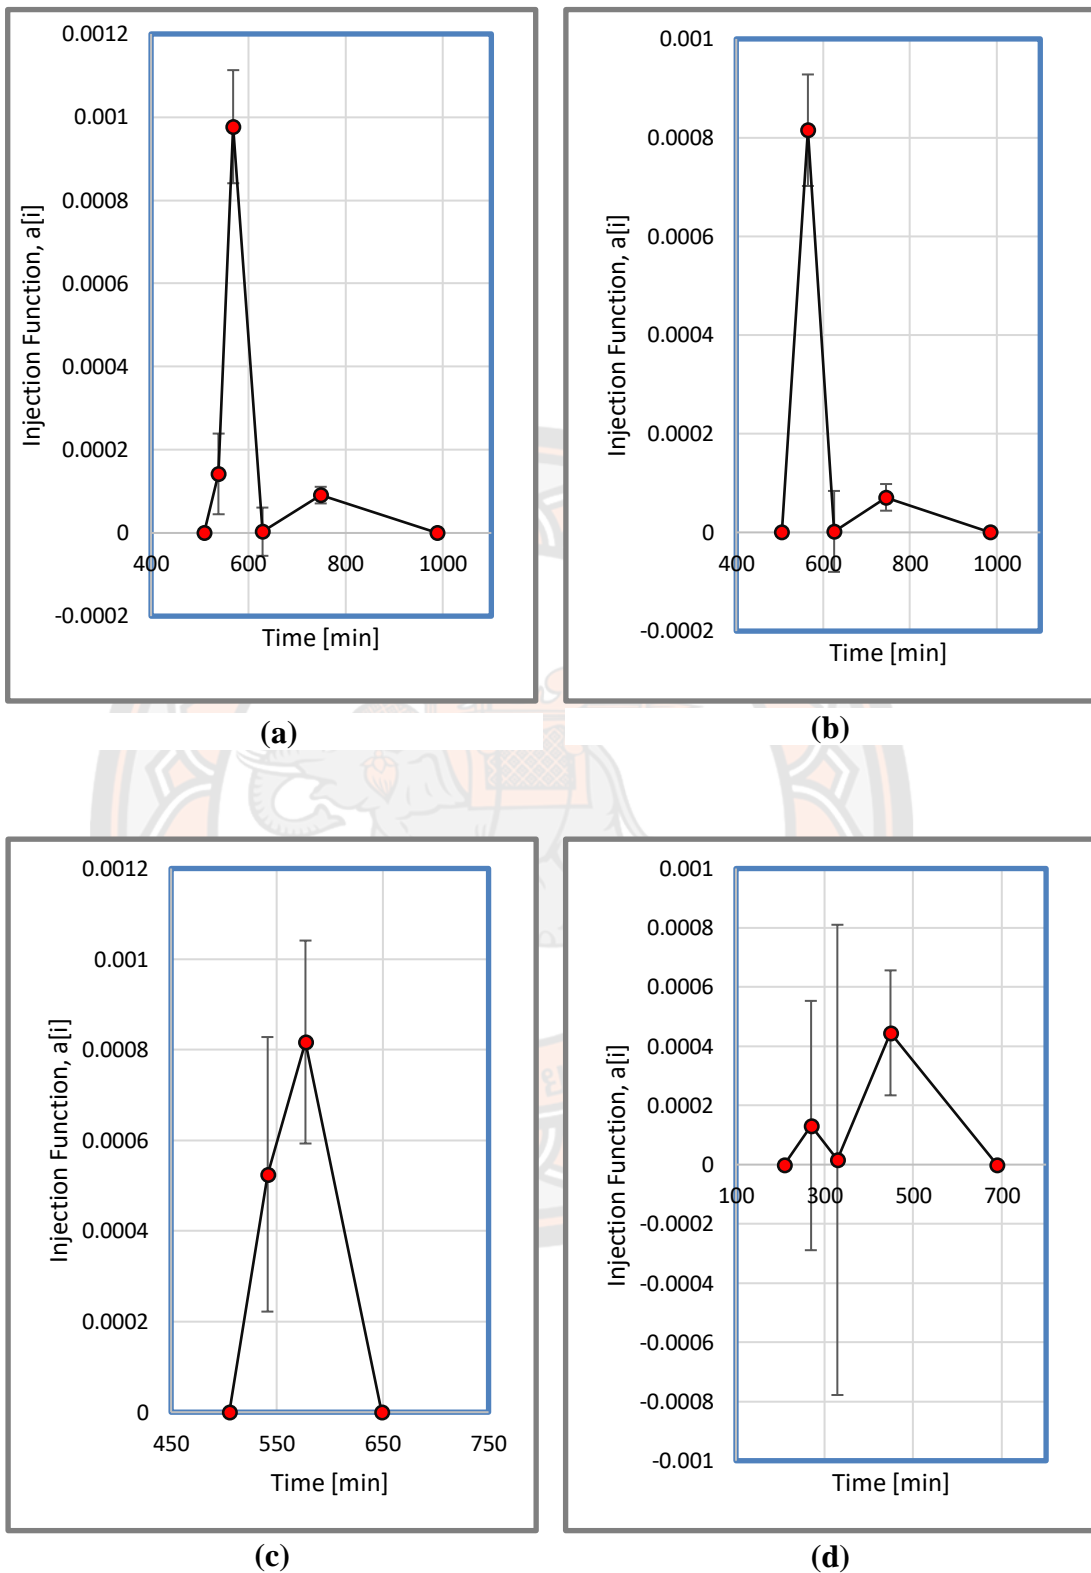 0.0012
0.001
0.0008
0.0006
0.0004
0.0002
0
-0.0002
400 600 800 1000
Injection Function, a[i]
Time [min]
(a)
0.001
0.0008
0.0006
0.0004
0.0002
0
-0.0002
400 600 800 1000
Injection Function, a[i]
Time [min]
(b)
0.0012
0.001
0.0008
0.0006
0.0004
0.0002
0
450 550 650 750
Injection Function, a[i]
Time [min]
(c)
0.001
0.0008
0.0006
0.0004
0.0002
0
-0.0002
-0.0004
-0.0006
-0.0008
-0.001
100 300 500 700
Injection Function, a[i]
Time [min]
(d)